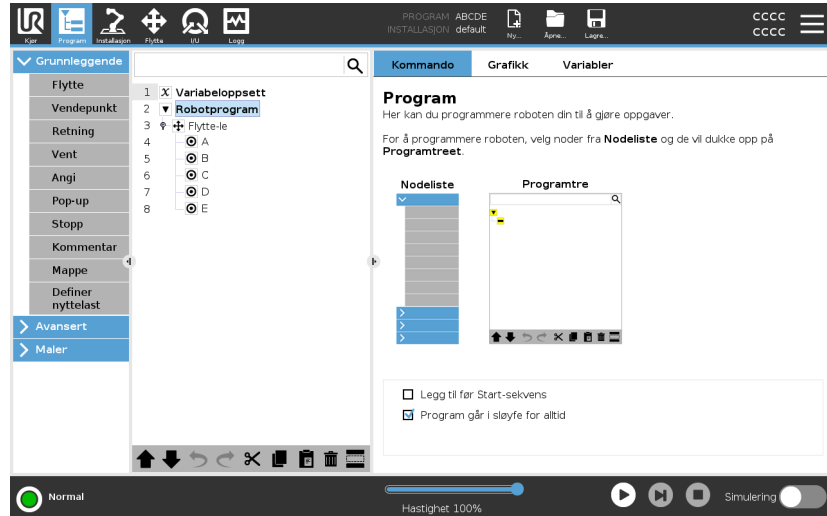 UR
PROGRAM ABCDE
INSTALLASJON default
cccc
cccc
Kjør Program Installasjon Flytte I/U Logg Ny... Åpne... Lagre...
Grunnleggende
Flytte
Vendepunkt
Retning
Vent
Angi
Pop-up
Stopp
Kommentar
Mappe
Definer
nyttelast
Avansert
Maler
1 X Variabeloppsett
2 Robotprogram
3 Flytte-le
4 A
5 B
6 C
7 D
8 E
Kommando Grafikk Variabler
Program
Her kan du programmere roboten din til å gjøre oppgaver.
For å programmere roboten, velg noder fra Nodeliste og de vil dukke opp på
Programtreet.
Nodeliste Programtre
Legg til før Start-sekvens
Program går i sløyfe for alltid
Normal
Hastighet 100%
Simulering